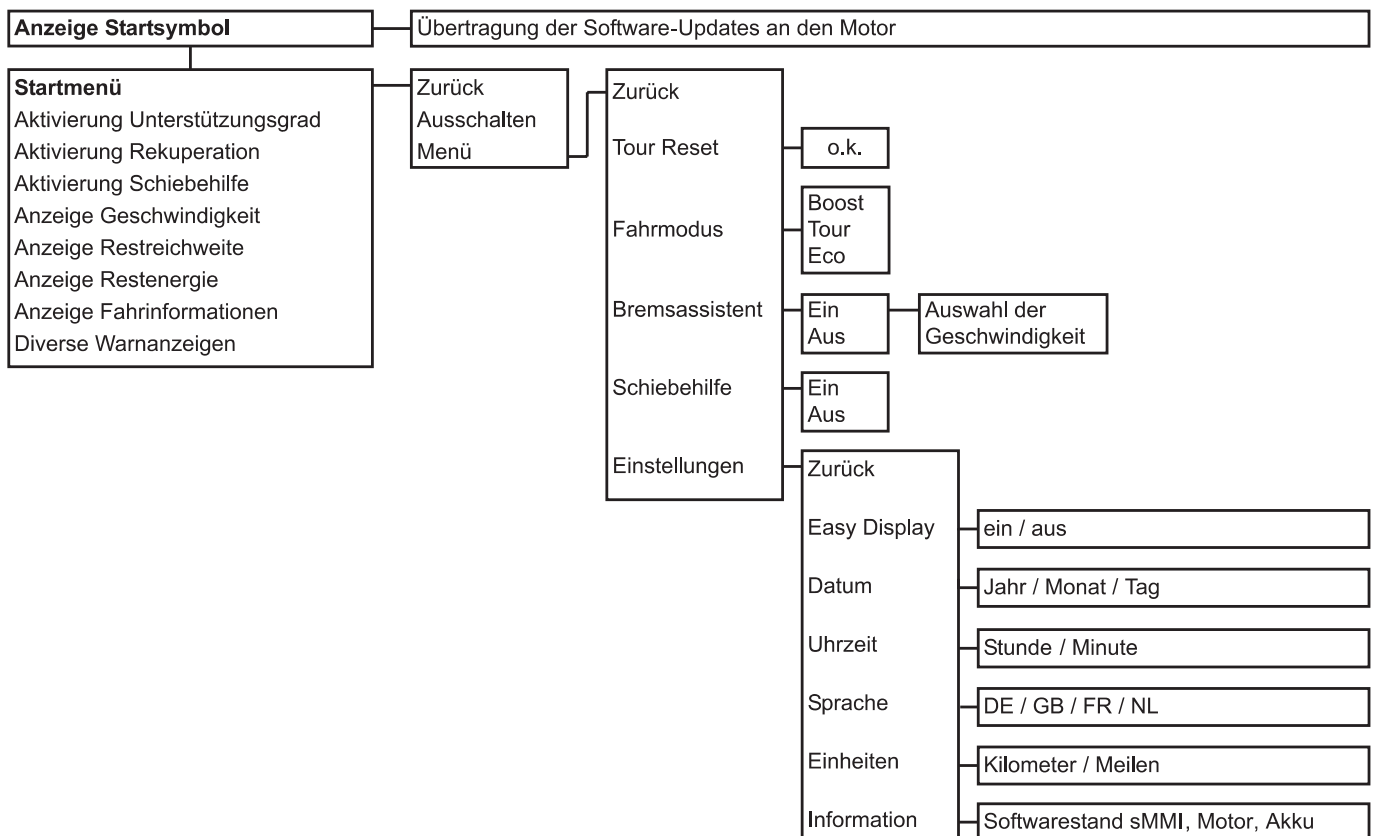 Anzeige Startsymbol
Übertragung der Software-Updates an den Motor
Startmenü
Aktivierung Unterstützungsgrad
Aktivierung Rekuperation
Aktivierung Schiebehilfe
Anzeige Geschwindigkeit
Anzeige Restreichweite
Anzeige Restenergie
Anzeige Fahrinformationen
Diverse Warnanzeigen
Zurück
Ausschalten
Menü
Zurück
Tour Reset
o.k.
Fahrmodus
Boost
Tour
Eco
Bremsassistent
Ein
Aus
Auswahl der
Geschwindigkeit
Schiebehilfe
Ein
Aus
Einstellungen
Zurück
Easy Display
ein / aus
Datum
Jahr / Monat / Tag
Uhrzeit
Stunde / Minute
Sprache
DE / GB / FR / NL
Einheiten
Kilometer / Meilen
Information
Softwarestand sMMI, Motor, Akku